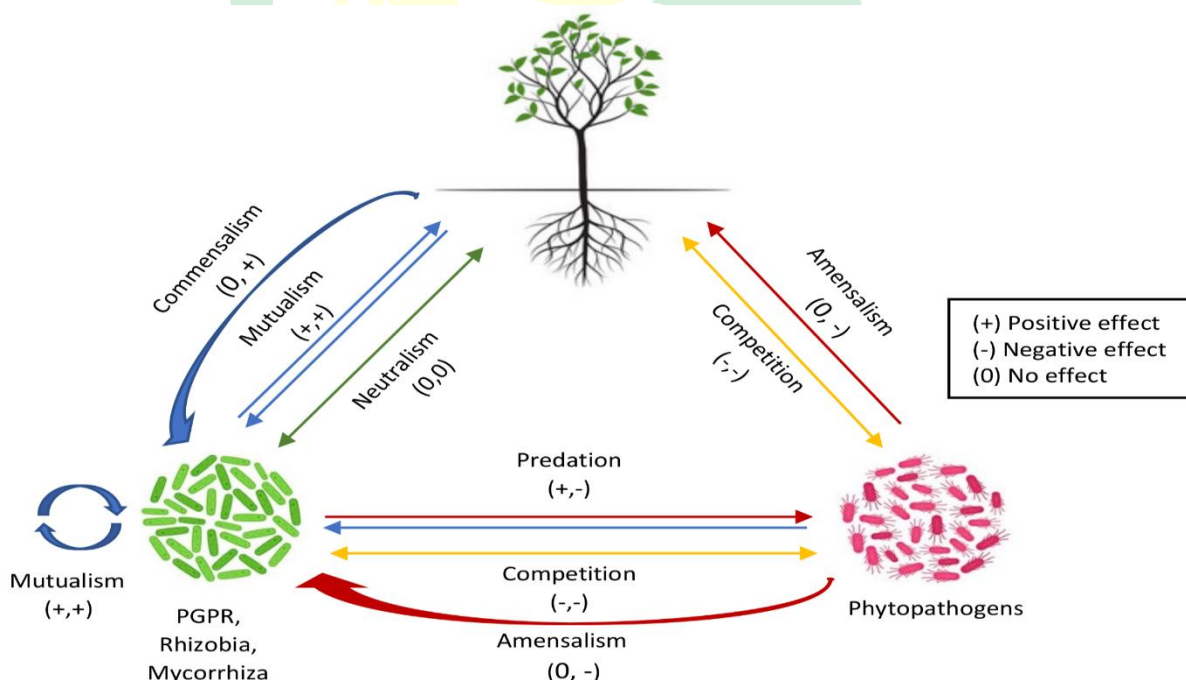 Commensalism
(0, +)
Mutualism
(+,+)
Neutralism
(0,0)
Amensalism
(0, -)
Competition
(-,-)
(+) Positive effect
(-) Negative effect
(0) No effect
Predation
(+,-)
Competition
(-,-)
Amensalism
(0, -)
Mutualism
(+,+)
PGPR,
Rhizobia,
Mycorrhiza
Phytopathogens